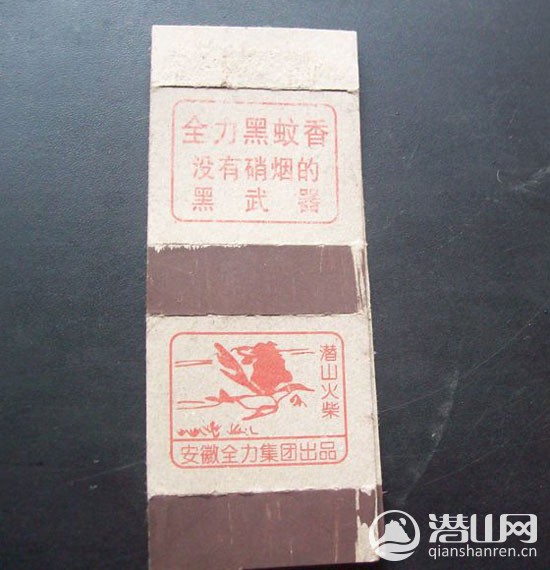 全力黑蚊香
没有硝烟的
黑武器
潜山火柴
安徽全力集团出品
潜山网
qianshanren.cn